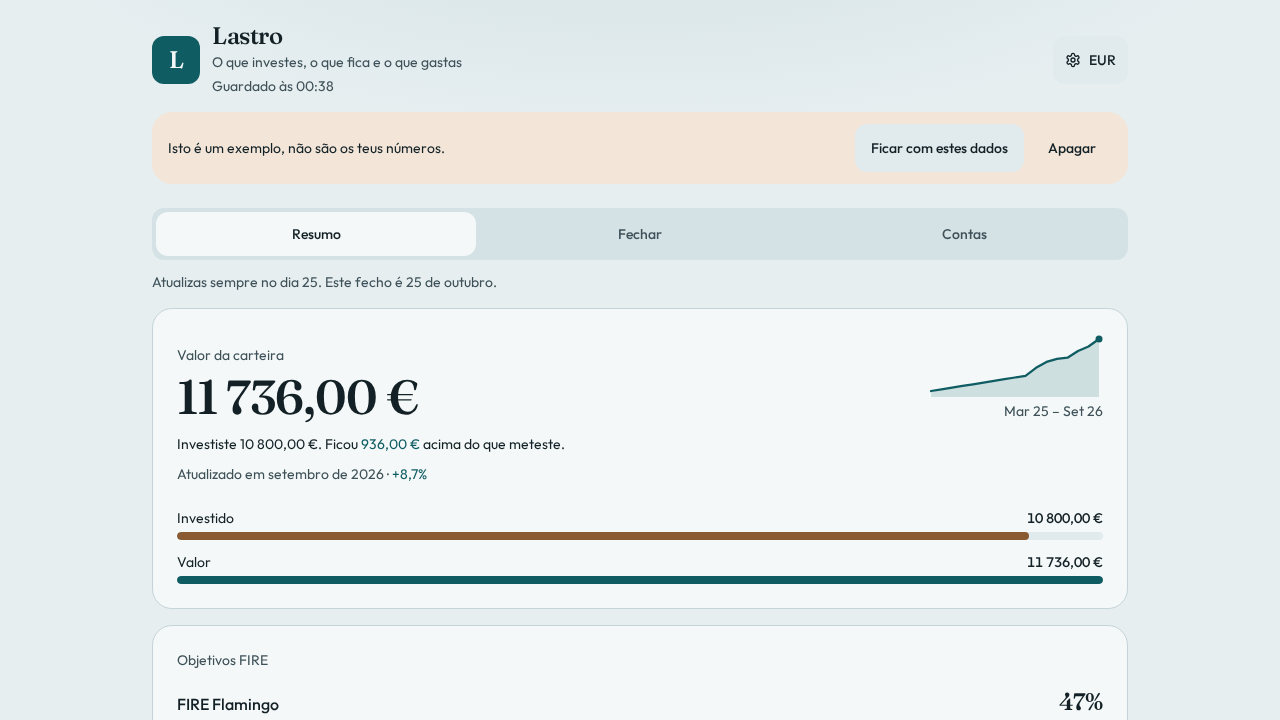 L
Lastro
O que investes, o que fica e o que gastas
Guardado às 00:38
EUR
Isto é um exemplo, não são os teus números.
Ficar com estes dados
Apagar
Resumo
Fechar
Contas
Atualizas sempre no dia 25. Este fecho é 25 de outubro.
Valor da carteira
11 736,00 €
Mar 25 – Set 26
Investiste 10 800,00 €. Ficou 936,00 € acima do que meteste.
Atualizado em setembro de 2026 · +8,7%
Investido 10 800,00 €
Valor 11 736,00 €
Objetivos FIRE
FIRE Flamingo 47%